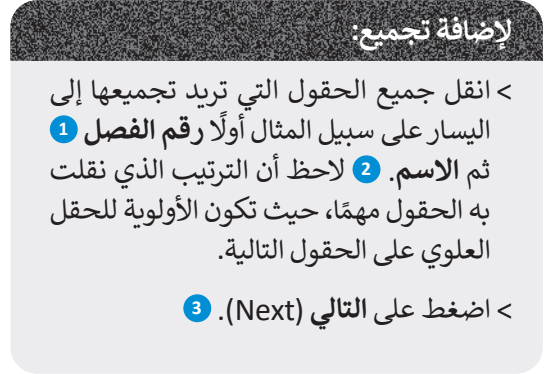 لإضافة تجميع:
> انقل جميع الحقول التي تريد تجميعها إلى
اليسار على سبيل المثال أولًا رقم الفصل 1
ثم الاسم. 2 لاحظ أن الترتيب الذي نقلت
به الحقول مهمًا، حيث تكون الأولوية للحقل
العلوي على الحقول التالية.
> اضغط على التالي (Next). 3